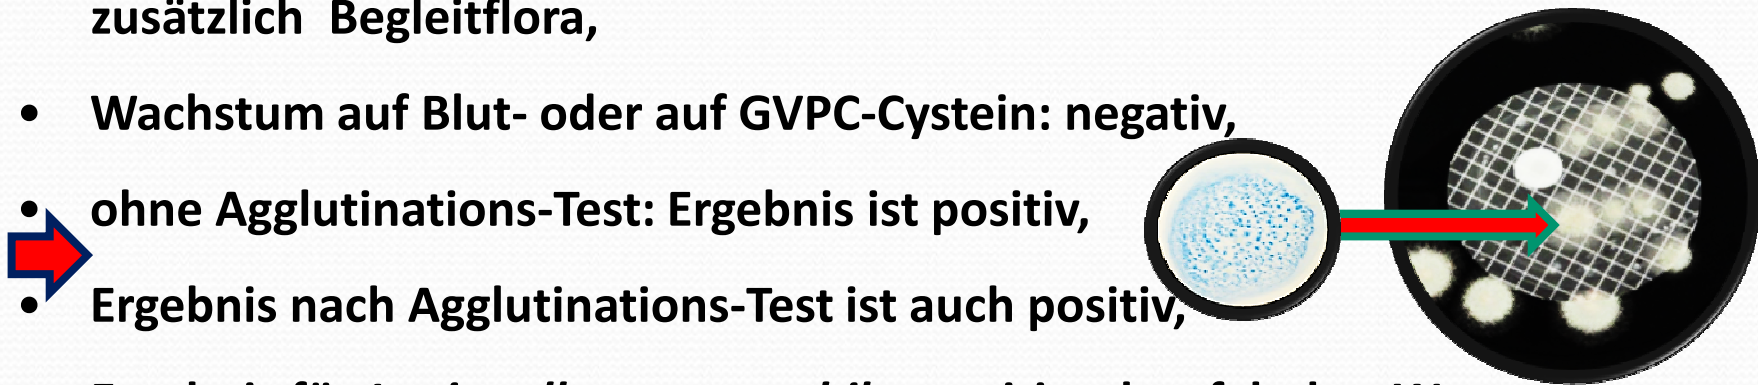 zusätzlich Begleitflora,
• Wachstum auf Blut- oder auf GVPC-Cystein: negativ,
• ohne Agglutinations-Test: Ergebnis ist positiv,
• Ergebnis nach Agglutinations-Test ist auch positiv,